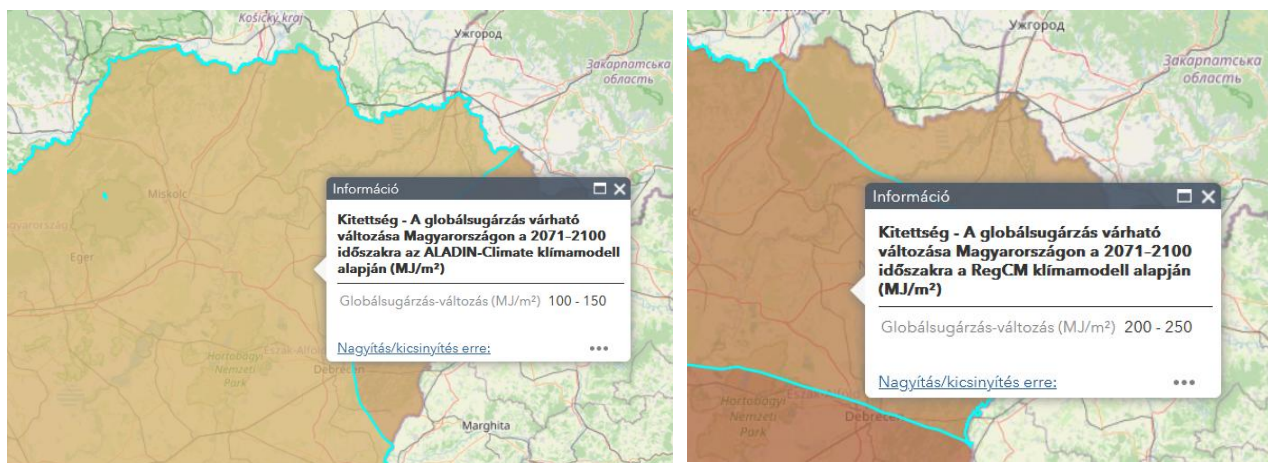 Košický kraj
Ужгород
Закарпатська
область
Miskolc
gyarország
Eger
Információ
Kitettség - A globálsugárzás várható
változása Magyarországon a 2071-2100
időszakra az ALADIN-Climate klímamodell
alapján (MJ/m²)
Globálsugárzás-változás (MJ/m²) 100 - 150
Nagyítás/kicsinyítés erre:
Hortobágyi
Nemzeti
Park
Észak-Alföld
Debrecen
Marghita
Ужгород
Закарпатська
область
Információ
Kitettség - A globálsugárzás várható
változása Magyarországon a 2071-2100
időszakra a RegCM klímamodell alapján
(MJ/m²)
Globálsugárzás-változás (MJ/m²) 200 - 250
Nagyítás/kicsinyítés erre:
Hortobágyi
Nemzeti
Park
Debrecen